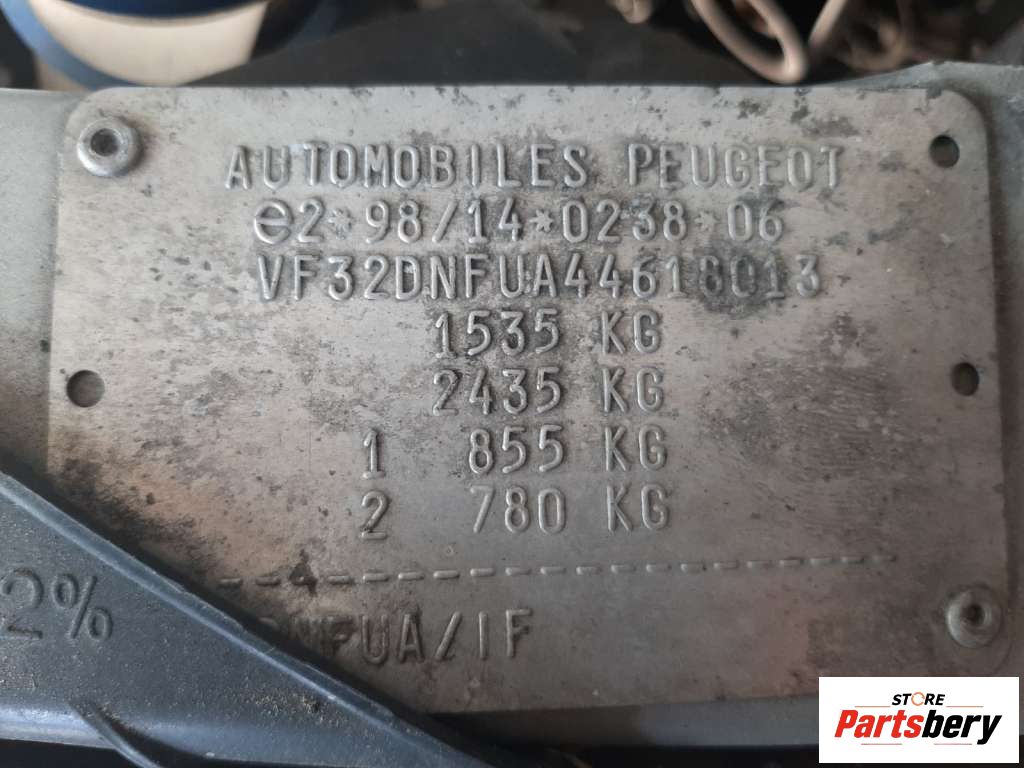 AUTOMOBILES PEUGEOT
e2*98/14*0238*06
VF32DNFUA44618013
1535 KG
2435 KG
1 855 KG
2 780 KG
--------------------------
2%
DNFUA/IF
STORE
Partsbery